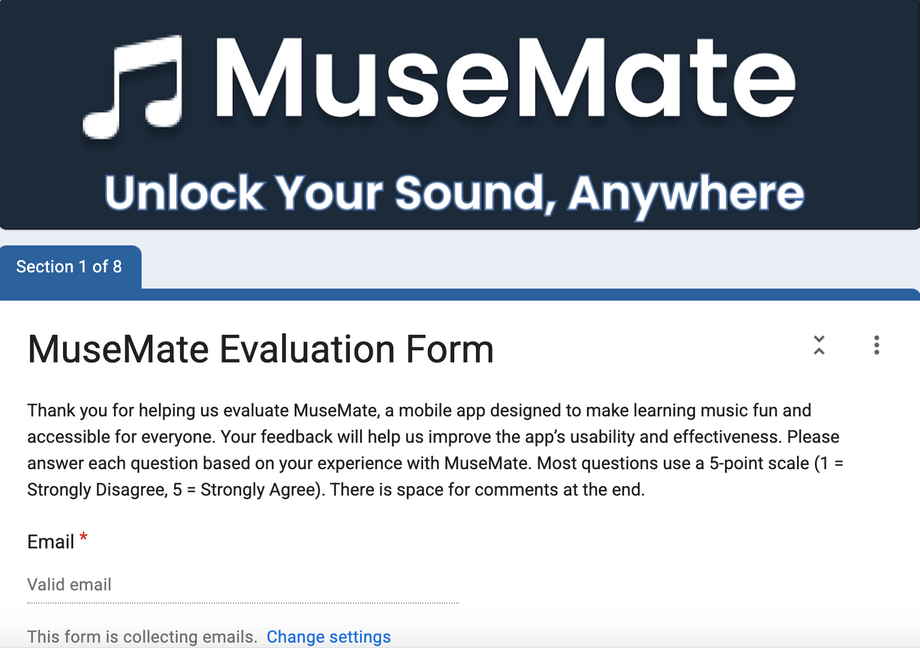 MuseMate
Unlock Your Sound, Anywhere
Section 1 of 8
MuseMate Evaluation Form
Thank you for helping us evaluate MuseMate, a mobile app designed to make learning music fun and
accessible for everyone. Your feedback will help us improve the app’s usability and effectiveness. Please
answer each question based on your experience with MuseMate. Most questions use a 5-point scale (1 =
Strongly Disagree, 5 = Strongly Agree). There is space for comments at the end.
Email *
Valid email
This form is collecting emails. Change settings